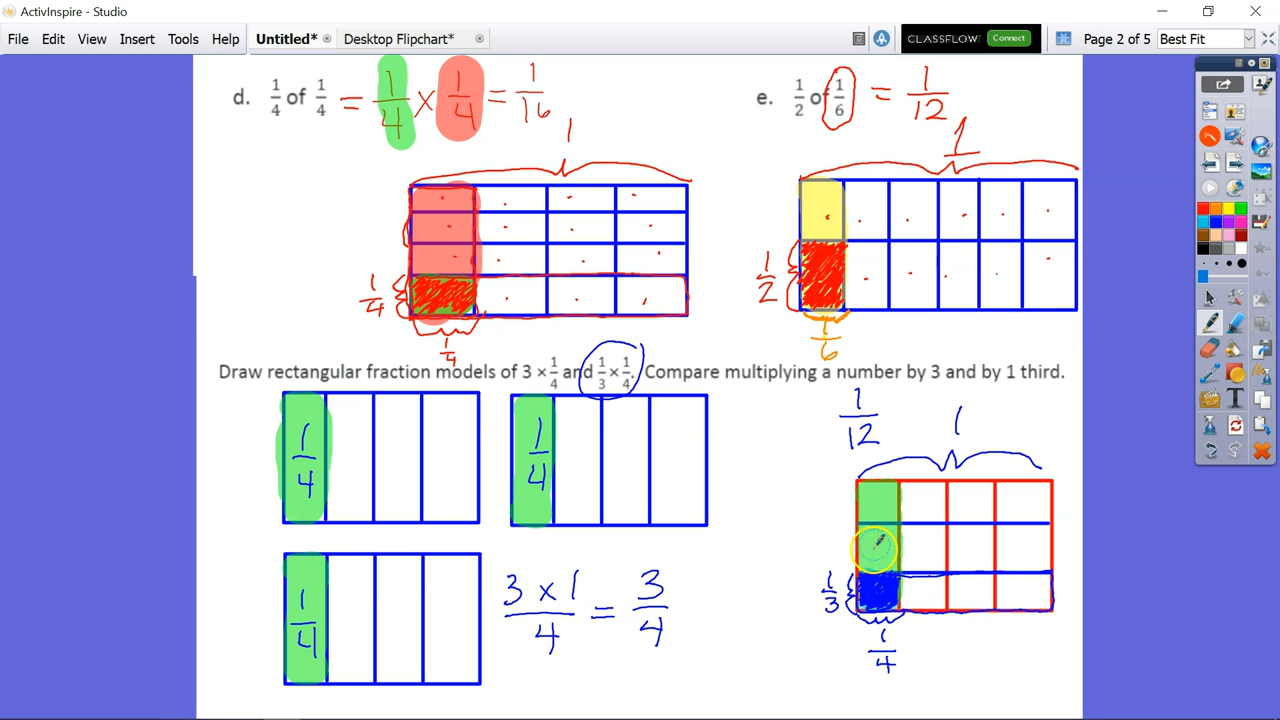 ActivInspire - Studio
File Edit View Insert Tools Help Untitled* Desktop Flipchart* CLASSFLOW Connect Page 2 of 5 Best Fit
d. 1/4 of 1/4 = 1/4 x 1/4 = 1/16
e. 1/2 of 1/6 = 1/12
1
1
1/4
1/4
1/2
1/6
Draw rectangular fraction models of 3 × 1/4 and 1/3 × 1/4. Compare multiplying a number by 3 and by 1 third.
1/4
1/4
1/12
1
1/4
3 x 1/4 = 3/4
1/3
1/4
T